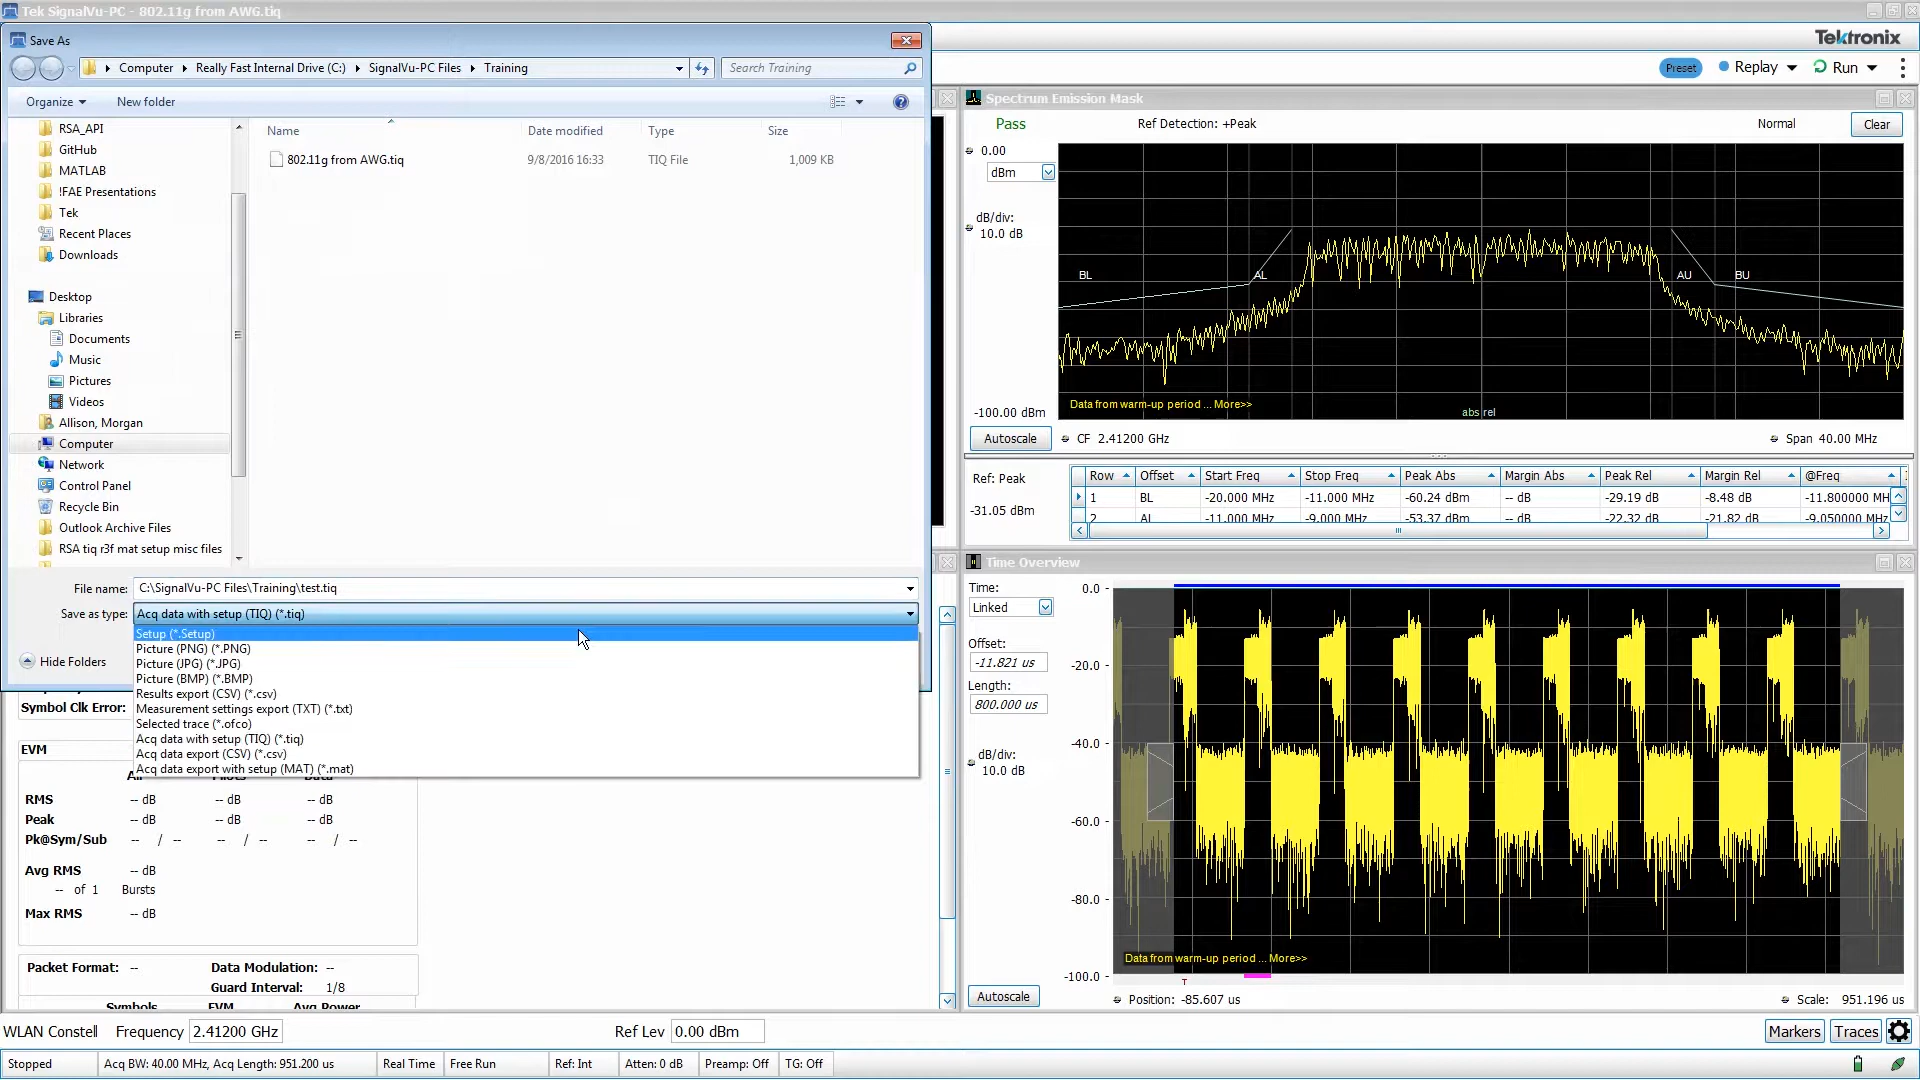 Tek SignalVu-PC - 802.11g from AWG.tiq
Save As
Computer Really Fast Internal Drive (C:) SignalVu-PC Files Training
Search Training
Organize New folder
Name Date modified Type Size
802.11g from AWG.tiq 9/8/2016 16:33 TIQ File 1,009 KB
RSA_API
GitHub
MATLAB
!FAE Presentations
Tek
Recent Places
Downloads
Desktop
Libraries
Documents
Music
Pictures
Videos
Allison, Morgan
Computer
Network
Control Panel
Recycle Bin
Outlook Archive Files
RSA tiq r3f mat setup misc files
File name: C:\SignalVu-PC Files\Training\test.tiq
Save as type: Acq data with setup (TIQ) (*.tiq)
Setup (*.Setup)
Picture (PNG) (*.PNG)
Picture (JPG) (*.JPG)
Picture (BMP) (*.BMP)
Results export (CSV) (*.csv)
Measurement settings export (TXT) (*.txt)
Selected trace (*.ofco)
Acq data with setup (TIQ) (*.tiq)
Acq data export (CSV) (*.csv)
Acq data export with setup (MAT) (*.mat)
Hide Folders
Symbol Clk Error:
EVM
RMS -- dB -- dB -- dB
Peak -- dB -- dB -- dB
Pk@Sym/Sub -- / -- -- / -- -- / --
Avg RMS -- dB
-- of 1 Bursts
Max RMS -- dB
Packet Format: -- Data Modulation: --
Guard Interval: 1/8
Symbols EVM Avg Power
Tektronix
Preset Replay Run
Spectrum Emission Mask
Pass Ref Detection: +Peak Normal Clear
0.00
dBm
dB/div:
10.0 dB
BL AL AU BU
Data from warm-up period ... More>>
abs rel
-100.00 dBm
Autoscale CF 2.41200 GHz Span 40.00 MHz
Ref: Peak
-31.05 dBm
Row Offset Start Freq Stop Freq Peak Abs Margin Abs Peak Rel Margin Rel @Freq
1 BL -20.000 MHz -11.000 MHz -60.24 dBm -- dB -29.19 dB -8.48 dB -11.800000 MH
2 AL -11.000 MHz -9.000 MHz -53.37 dBm -- dB -22.32 dB -21.82 dB -9.050000 MH
Time Overview
Time:
Linked
Offset:
-11.821 us
Length:
800.000 us
dB/div:
10.0 dB
0.0
-20.0
-40.0
-60.0
-80.0
-100.0
Data from warm-up period ... More>>
T
Autoscale Position: -85.607 us Scale: 951.196 us
WLAN Constell Frequency 2.41200 GHz Ref Lev 0.00 dBm Markers Traces
Stopped Acq BW: 40.00 MHz, Acq Length: 951.200 us Real Time Free Run Ref: Int Atten: 0 dB Preamp: Off TG: Off